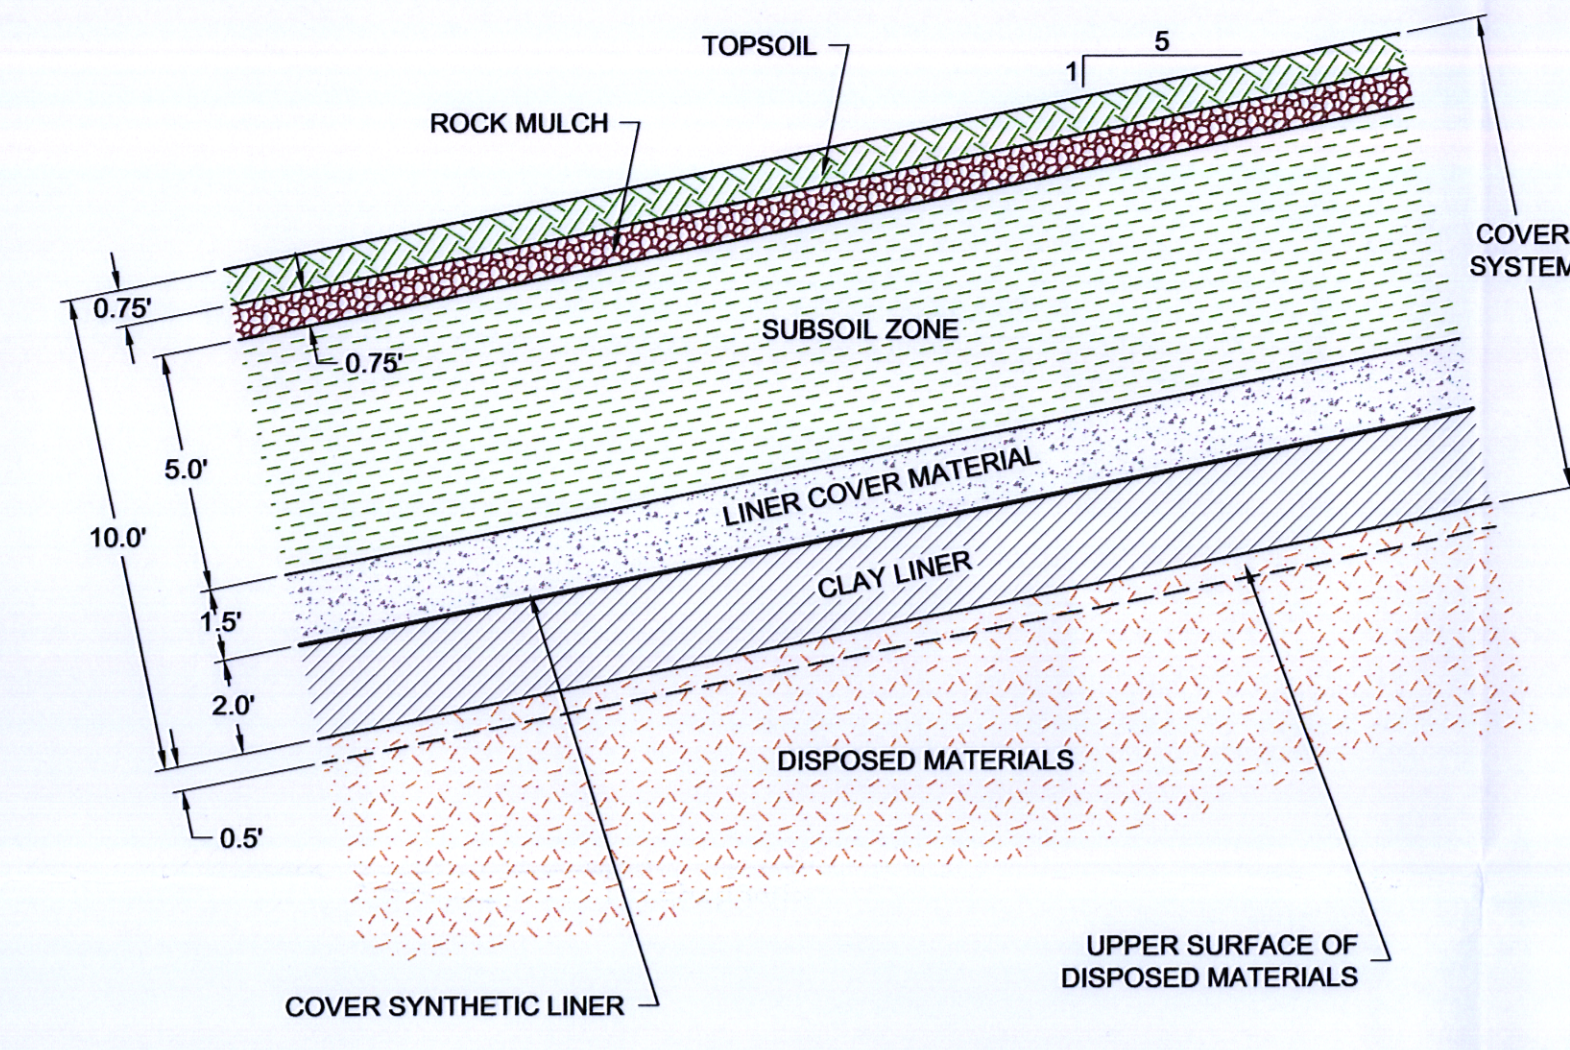 TOPSOIL
5
1
ROCK MULCH
COVER
SYSTEM
0.75'
SUBSOIL ZONE
0.75'
5.0'
LINER COVER MATERIAL
10.0'
CLAY LINER
1.5'
2.0'
DISPOSED MATERIALS
0.5'
UPPER SURFACE OF
DISPOSED MATERIALS
COVER SYNTHETIC LINER